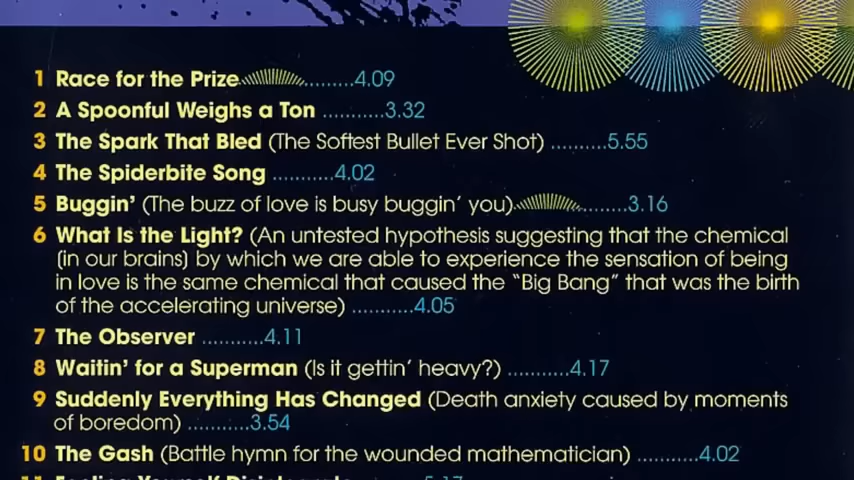 1 Race for the Prize..........4.09
2 A Spoonful Weighs a Ton ...........3.32
3 The Spark That Bled (The Softest Bullet Ever Shot) ..........5.55
4 The Spiderbite Song ...........4.02
5 Buggin' (The buzz of love is busy buggin' you)..........3.16
6 What Is the Light? (An untested hypothesis suggesting that the chemical
(in our brains) by which we are able to experience the sensation of being
in love is the same chemical that caused the "Big Bang" that was the birth
of the accelerating universe) ...........4.05
7 The Observer ...........4.11
8 Waitin' for a Superman (Is it gettin' heavy?) ...........4.17
9 Suddenly Everything Has Changed (Death anxiety caused by moments
of boredom) ...........3.54
10 The Gash (Battle hymn for the wounded mathematician) ...........4.02